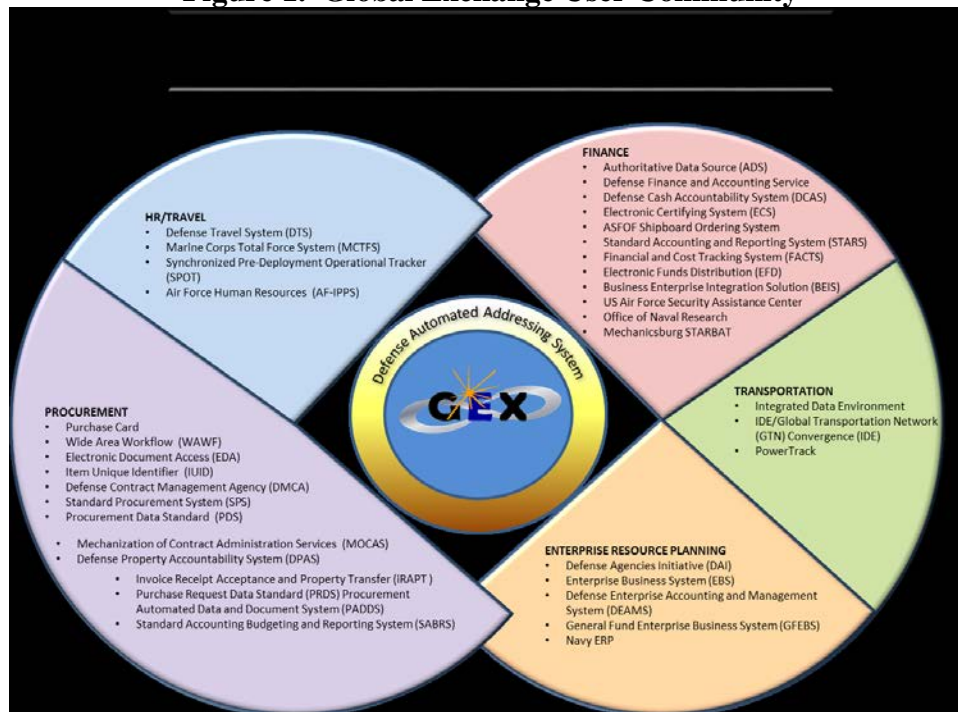 Figure 1. Global Exchange User Community
HR/TRAVEL
• Defense Travel System (DTS)
• Marine Corps Total Force System (MCTFS)
• Synchronized Pre-Deployment Operational Tracker
(SPOT)
• Air Force Human Resources (AF-IPPS)
FINANCE
• Authoritative Data Source (ADS)
• Defense Finance and Accounting Service
• Defense Cash Accountability System (DCAS)
• Electronic Certifying System (ECS)
• ASFOF Shipboard Ordering System
• Standard Accounting and Reporting System (STARS)
• Financial and Cost Tracking System (FACTS)
• Electronic Funds Distribution (EFD)
• Business Enterprise Integration Solution (BEIS)
• US Air Force Security Assistance Center
• Office of Naval Research
• Mechanicsburg STARBAT
Defense Automated Addressing System
GEX
TRANSPORTATION
• Integrated Data Environment
• IDE/Global Transportation Network
(GTN) Convergence (IDE)
• PowerTrack
PROCUREMENT
• Purchase Card
• Wide Area Workflow (WAWF)
• Electronic Document Access (EDA)
• Item Unique Identifier (IUID)
• Defense Contract Management Agency (DMCA)
• Standard Procurement System (SPS)
• Procurement Data Standard (PDS)
• Mechanization of Contract Administration Services (MOCAS)
• Defense Property Accountability System (DPAS)
• Invoice Receipt Acceptance and Property Transfer (iRAPT )
• Purchase Request Data Standard (PRDS) Procurement
Automated Data and Document System (PADDS)
• Standard Accounting Budgeting and Reporting System (SABRS)
ENTERPRISE RESOURCE PLANNING
• Defense Agencies Initiative (DAI)
• Enterprise Business System (EBS)
• Defense Enterprise Accounting and Management
System (DEAMS)
• General Fund Enterprise Business System (GFEBS)
• Navy ERP